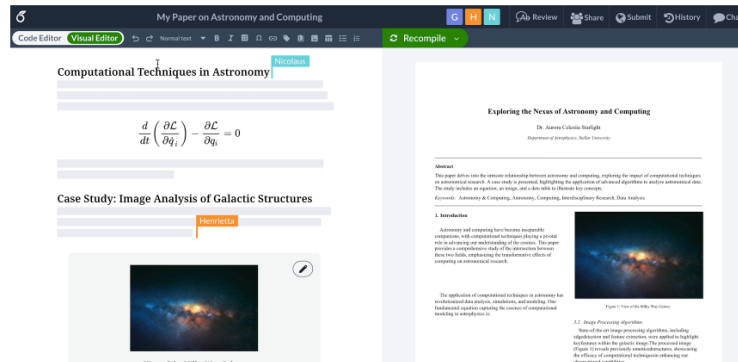 My Paper on Astronomy and Computing
G H N Review Share Submit History Cha
Code Editor Visual Editor Normal text B I Ω Recompile
Nicolaus
Computational Techniques in Astronomy
d/dt (∂ℒ/∂q̇ᵢ) − ∂ℒ/∂qᵢ = 0
Case Study: Image Analysis of Galactic Structures
Henrietta
Exploring the Nexus of Astronomy and Computing
Dr. Aurora Celestia Starlight
Department of Astrophysics, Stellar University
Abstract
This paper delves into the intricate relationship between astronomy and computing, exploring the impact of computational techniques
on astronomical research. A case study is presented, highlighting the application of advanced algorithms to analyze astronomical data.
The study includes an equation, an image, and a data table to illustrate key concepts.
Keywords: Astronomy & Computing, Astronomy, Computing, Interdisciplinary Research, Data Analysis
1. Introduction
Astronomy and computing have become inseparable
companions, with computational techniques playing a pivotal
role in advancing our understanding of the cosmos. This paper
provides a comprehensive study of the intersection between
these two fields, emphasizing the transformative effects of
computing on astronomical research.
The application of computational techniques in astronomy has
revolutionized data analysis, simulations, and modeling. One
fundamental equation capturing the essence of computational
modeling in astrophysics is:
Figure 1: View of the Milky Way Galaxy
3.2. Image Processing Algorithms
State-of-the-art image processing algorithms, including
edge detection and feature extraction, were applied to highlight
key features within the galactic image. The processed image
(Figure 1) reveals previously unnoticed structures, showcasing
the efficacy of computational techniques in enhancing our